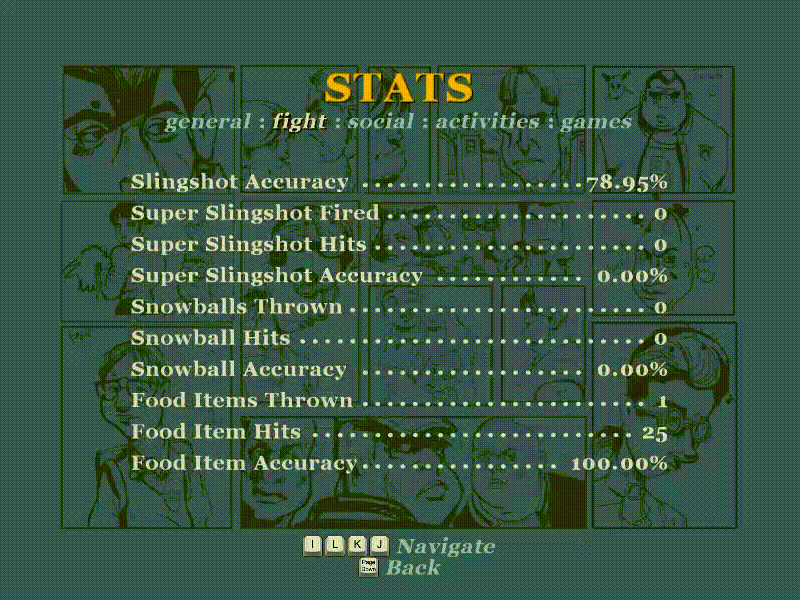 STATS
general : fight : social : activities : games
Slingshot Accuracy ..................78.95%
Super Slingshot Fired ..................... 0
Super Slingshot Hits ...................... 0
Super Slingshot Accuracy ............ 0.00%
Snowballs Thrown ........................ 0
Snowball Hits ............................ 0
Snowball Accuracy .................. 0.00%
Food Items Thrown ....................... 1
Food Item Hits .......................... 25
Food Item Accuracy................ 100.00%
I L K J Navigate
Page Down Back